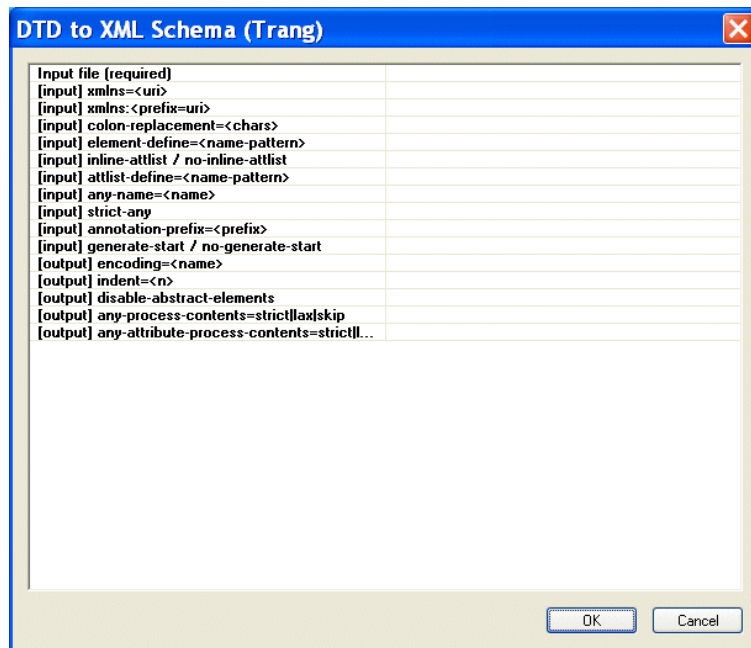 DTD to XML Schema (Trang)
Input file (required)
[input] xmlns=<uri>
[input] xmlns:<prefix=uri>
[input] colon-replacement=<chars>
[input] element-define=<name-pattern>
[input] inline-attlist / no-inline-attlist
[input] attlist-define=<name-pattern>
[input] any-name=<name>
[input] strict-any
[input] annotation-prefix=<prefix>
[input] generate-start / no-generate-start
[output] encoding=<name>
[output] indent=<n>
[output] disable-abstract-elements
[output] any-process-contents=strict|lax|skip
[output] any-attribute-process-contents=strict|l...
OK Cancel